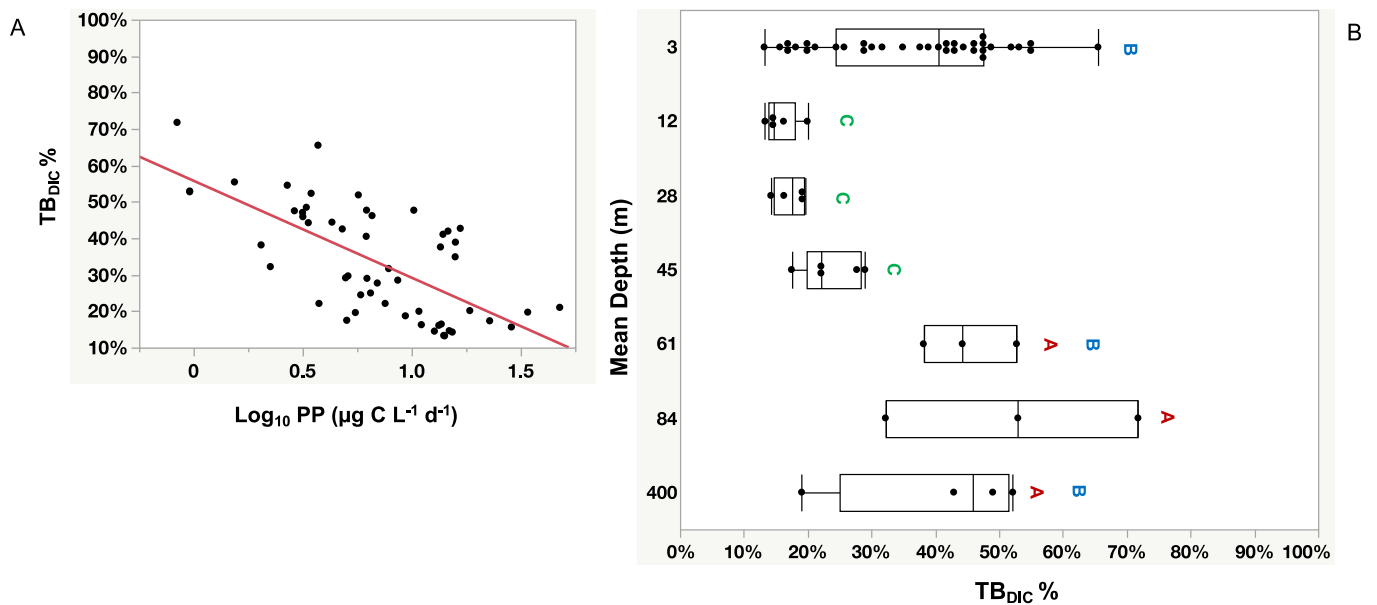 A
100%
90%
80%
70%
60%
50%
40%
30%
20%
10%
TB_DIC %
0
0.5
1.0
1.5
Log₁₀ PP (µg C L⁻¹ d⁻¹)
B
3
12
28
45
61
84
400
Mean Depth (m)
B
C
C
C
A B
A
A B
0% 10% 20% 30% 40% 50% 60% 70% 80% 90% 100%
TB_DIC %